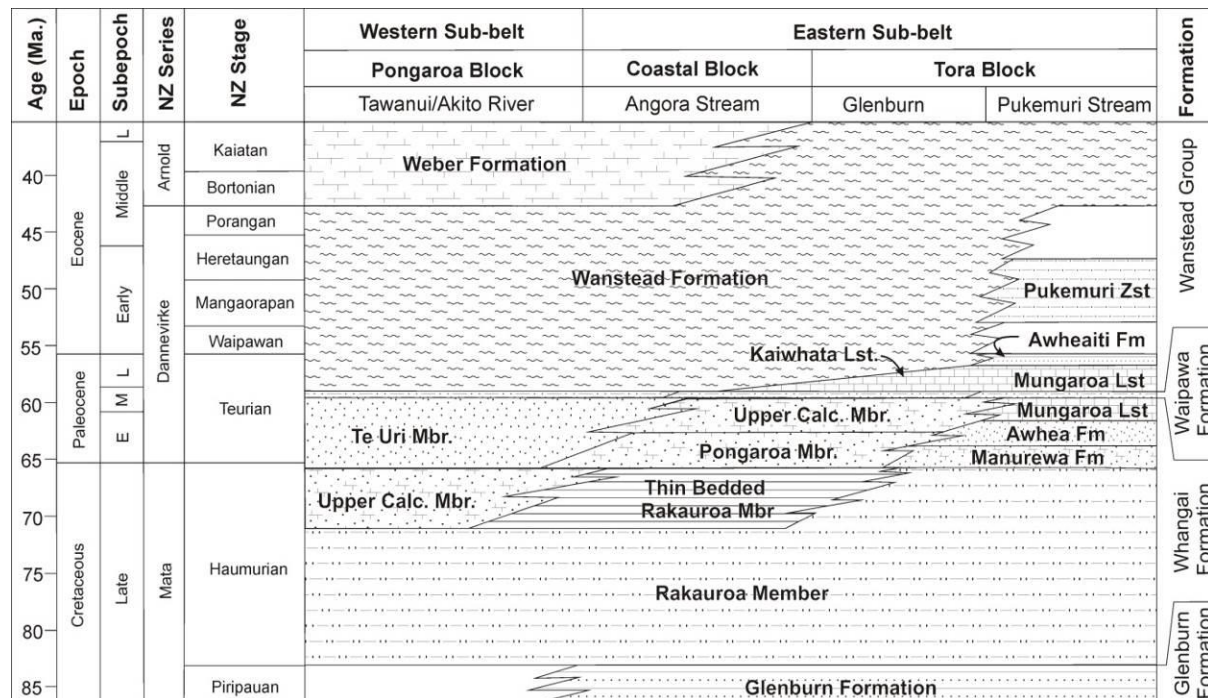 Age (Ma.)
Epoch
Subepoch
NZ Series
NZ Stage
Western Sub-belt
Eastern Sub-belt
Formation
Pongaroa Block
Coastal Block
Tora Block
Tawanui/Akito River
Angora Stream
Glenburn
Pukemuri Stream
40
45
50
55
60
65
70
75
80
85
Eocene
Paleocene
Cretaceous
L
Middle
Early
L
M
E
Late
Arnold
Dannevirke
Mata
Kaiatan
Bortonian
Porangan
Heretaungan
Mangaorapan
Waipawan
Teurian
Haumurian
Piripauan
Weber Formation
Wanstead Formation
Pukemuri Zst
Awheaiti Fm
Kaiwhata Lst.
Mungaroa Lst
Upper Calc. Mbr.
Mungaroa Lst
Te Uri Mbr.
Awhea Fm
Pongaroa Mbr.
Manurewa Fm
Upper Calc. Mbr.
Thin Bedded
Rakauroa Mbr
Rakauroa Member
Glenburn Formation
Wanstead Group
Waipawa
Formation
Whangai
Formation
Glenburn
Formation